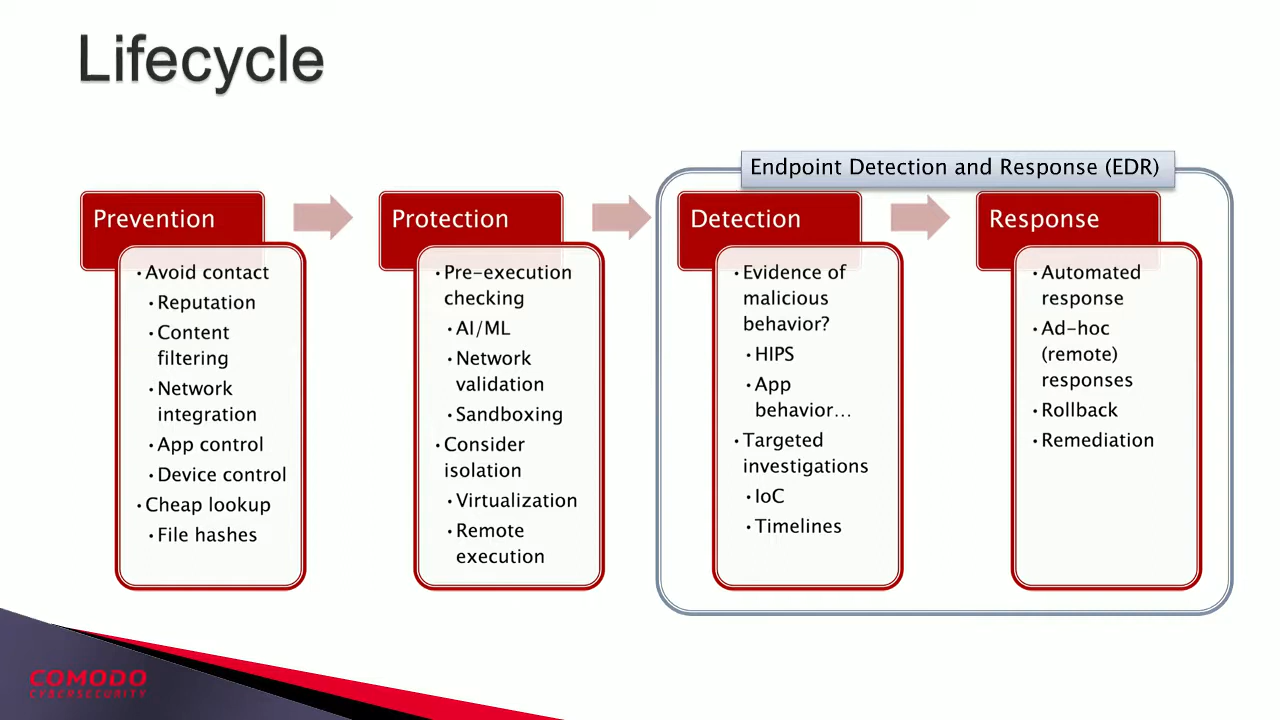 Lifecycle
Endpoint Detection and Response (EDR)
Prevention
•Avoid contact
•Reputation
•Content
filtering
•Network
integration
•App control
•Device control
•Cheap lookup
•File hashes
Protection
•Pre-execution
checking
•AI/ML
•Network
validation
•Sandboxing
•Consider
isolation
•Virtualization
•Remote
execution
Detection
•Evidence of
malicious
behavior?
•HIPS
•App
behavior…
•Targeted
investigations
•IoC
•Timelines
Response
•Automated
response
•Ad-hoc
(remote)
responses
•Rollback
•Remediation
COMODO
CYBERSECURITY